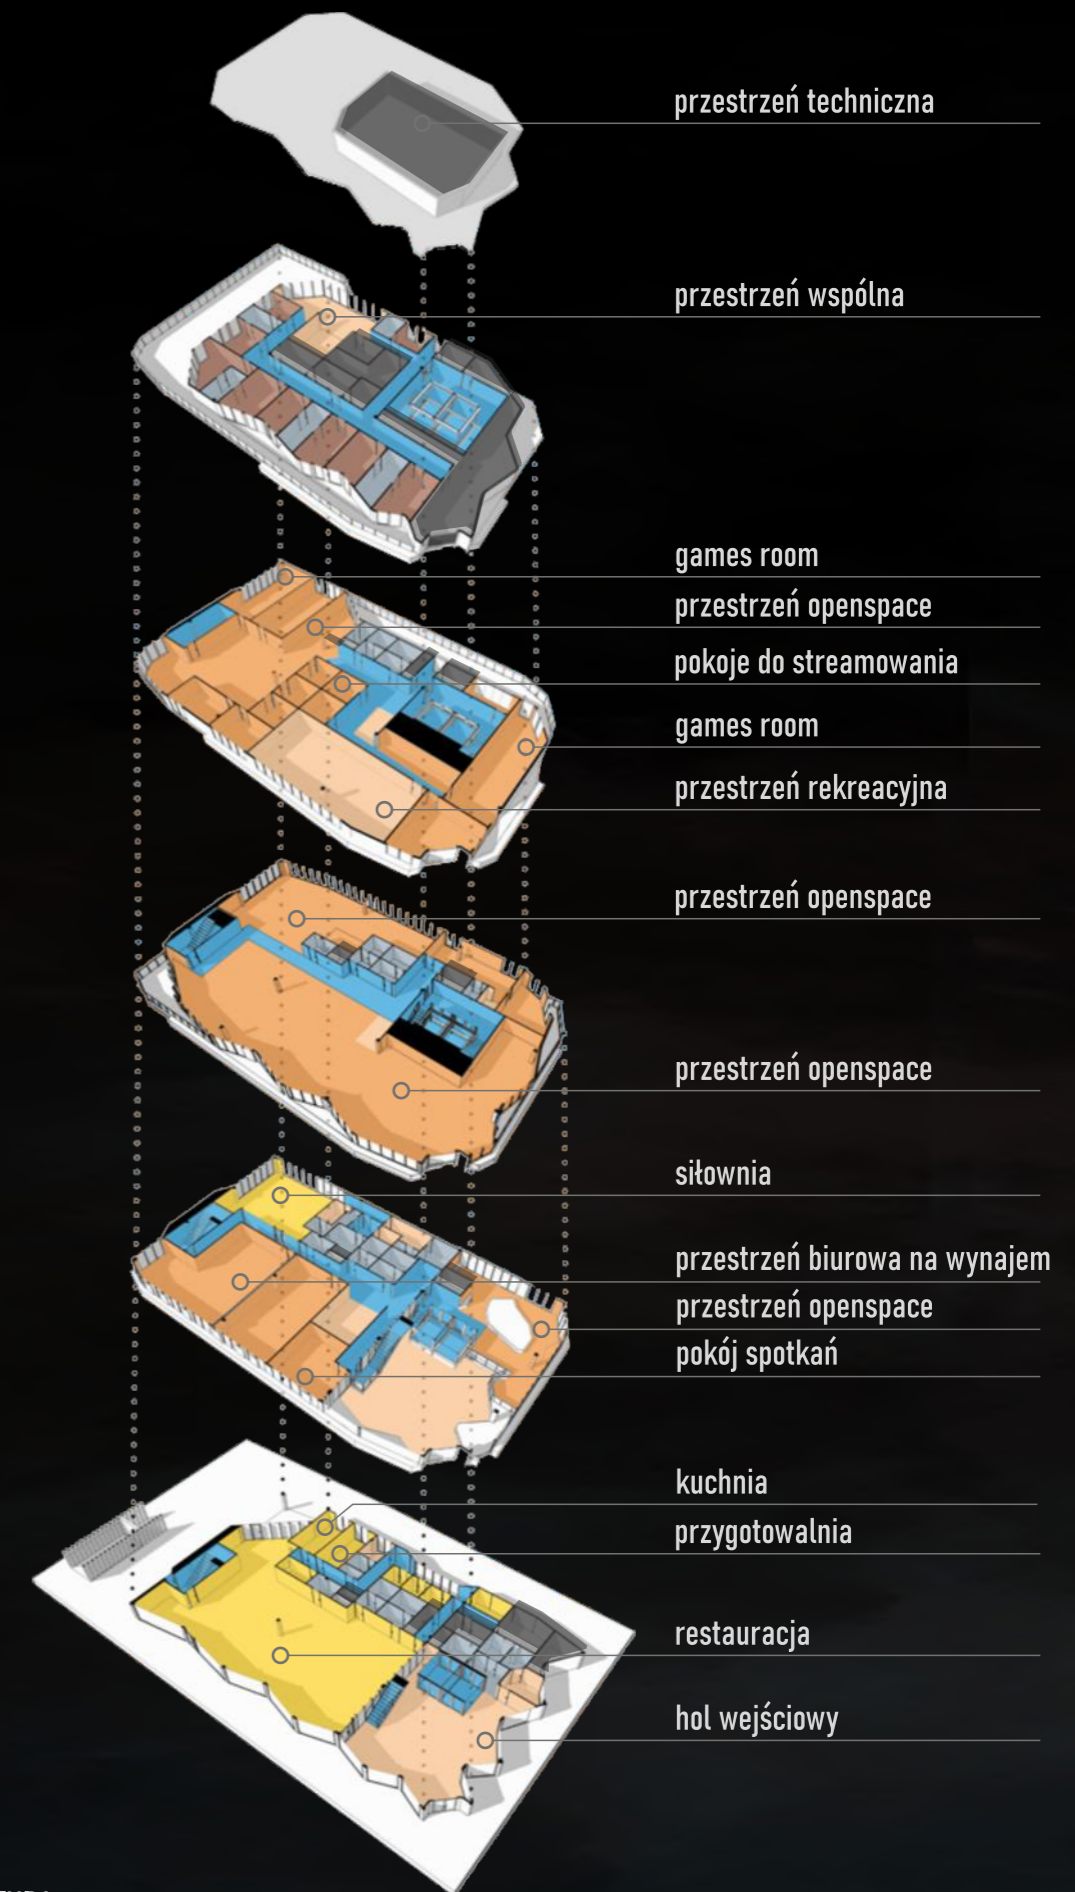 przestrzeń techniczna
przestrzeń wspólna
games room
przestrzeń openspace
pokoje do streamowania
games room
przestrzeń rekreacyjna
przestrzeń openspace
przestrzeń openspace
siłownia
przestrzeń biurowa na wynajem
przestrzeń openspace
pokój spotkań
kuchnia
przygotowalnia
restauracja
hol wejściowy